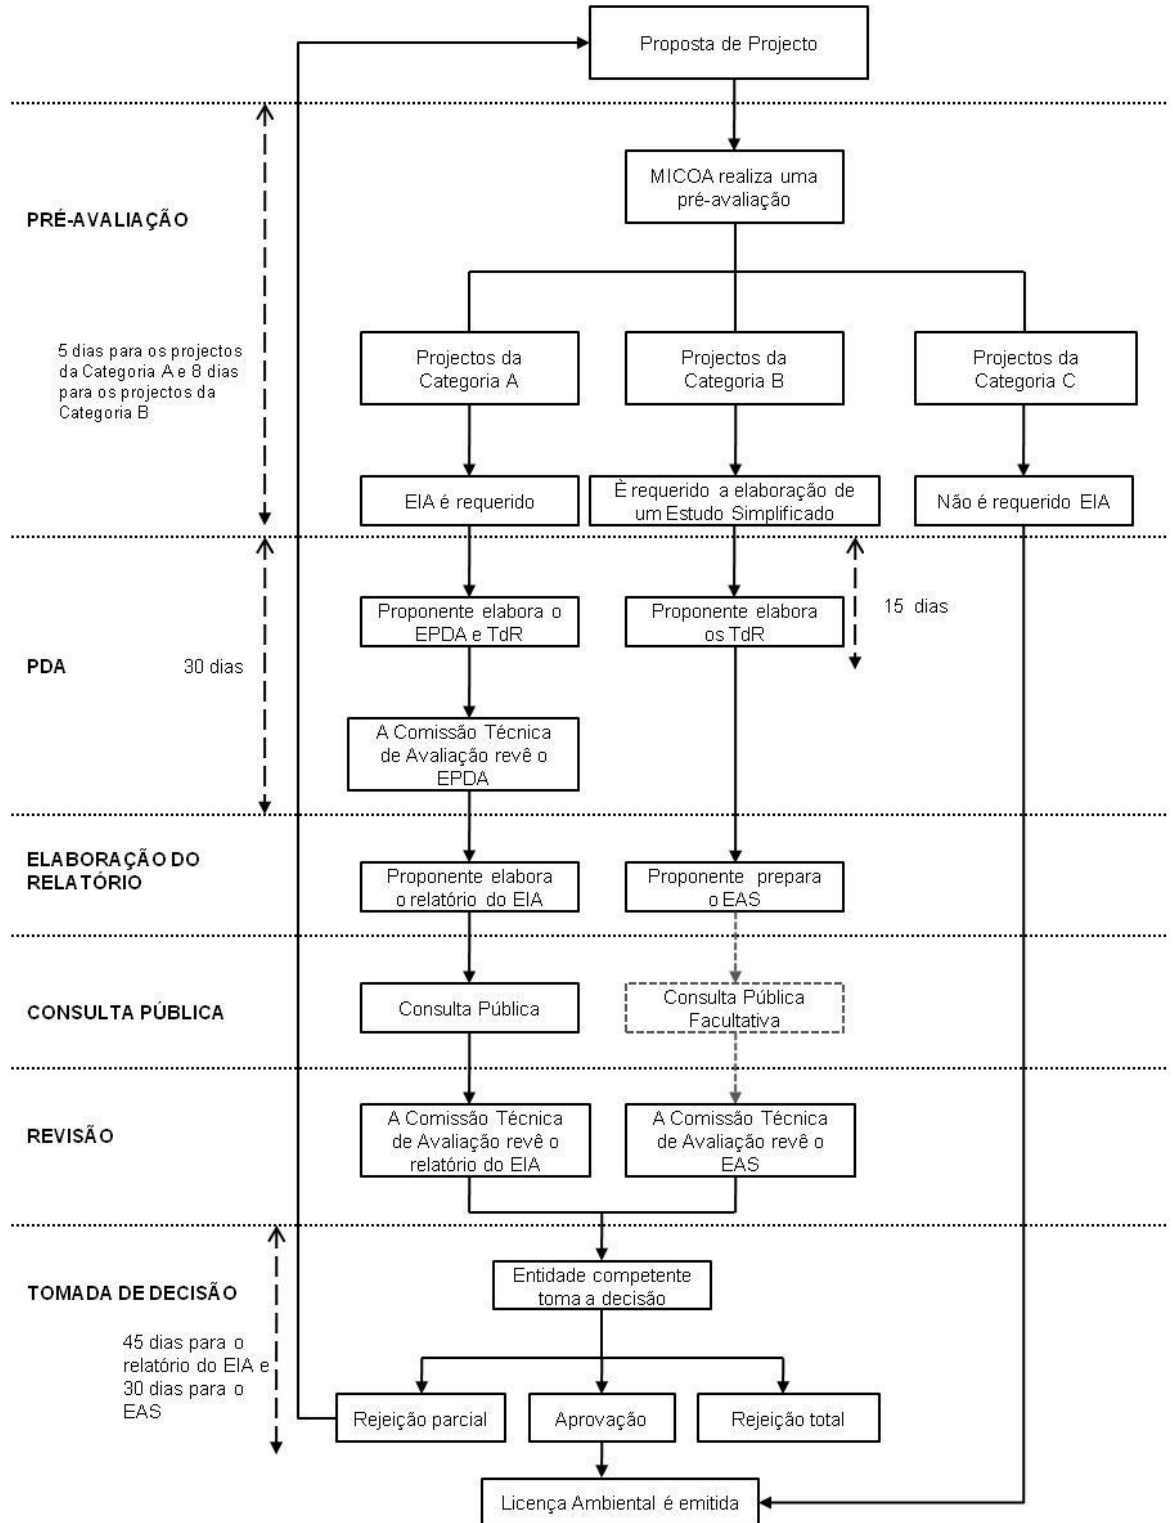 Proposta de Projecto
MICOA realiza uma
pré-avaliação
PRÉ-AVALIAÇÃO
5 dias para os projectos
da Categoria A e 8 dias
para os projectos da
Categoria B
Projectos da
Categoria A
Projectos da
Categoria B
Projectos da
Categoria C
EIA é requerido
È requerido a elaboração de
um Estudo Simplificado
Não é requerido EIA
PDA
30 dias
Proponente elabora o
EPDA e TdR
Proponente elabora
os TdR
15 dias
A Comissão Técnica
de Avaliação revê o
EPDA
ELABORAÇÃO DO
RELATÓRIO
Proponente elabora
o relatório do EIA
Proponente prepara
o EAS
CONSULTA PÚBLICA
Consulta Pública
Consulta Pública
Facultativa
REVISÃO
A Comissão Técnica
de Avaliação revê o
relatório do EIA
A Comissão Técnica
de Avaliação revê o
EAS
TOMADA DE DECISÃO
45 dias para o
relatório do EIA e
30 dias para o
EAS
Entidade competente
toma a decisão
Rejeição parcial
Aprovação
Rejeição total
Licença Ambiental é emitida